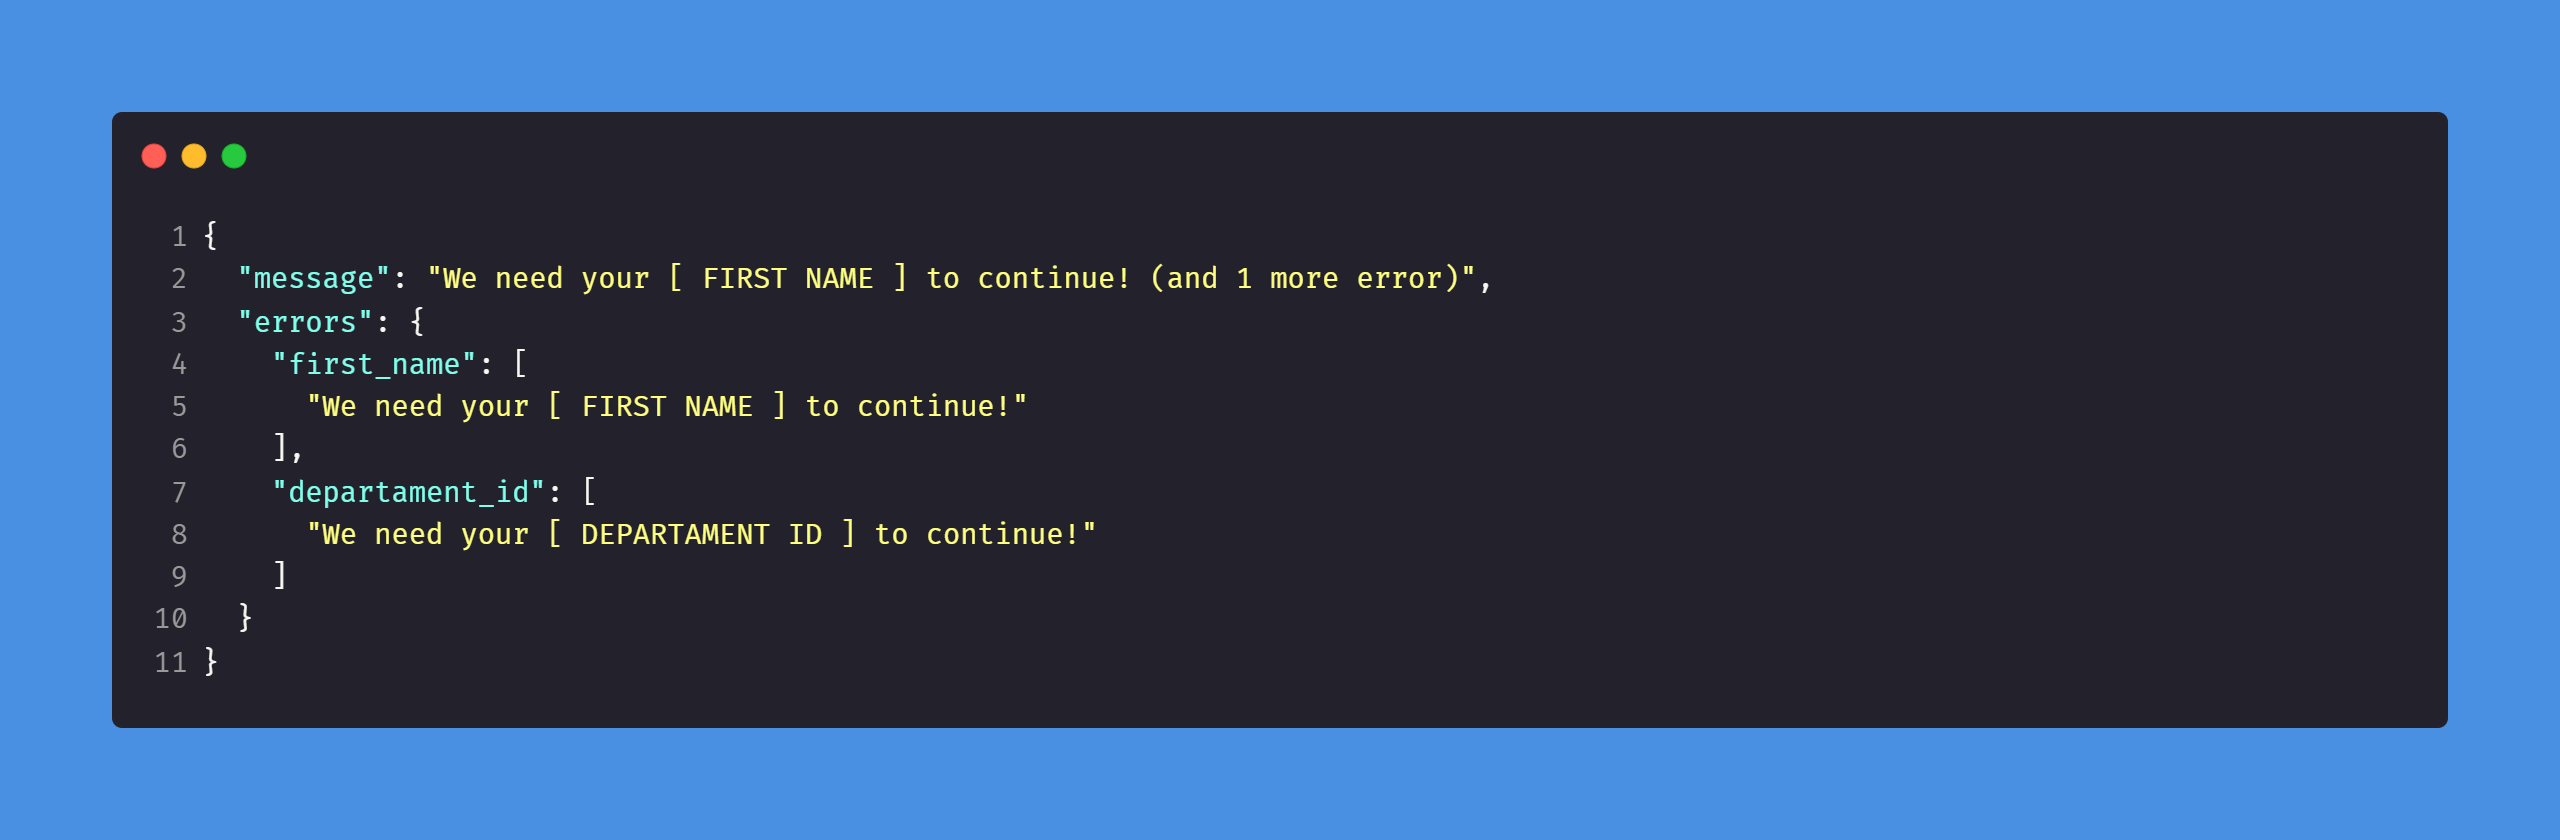 1 {
2   "message": "We need your [ FIRST NAME ] to continue! (and 1 more error)",
3   "errors": {
4     "first_name": [
5       "We need your [ FIRST NAME ] to continue!"
6     ],
7     "departament_id": [
8       "We need your [ DEPARTAMENT ID ] to continue!"
9     ]
10   }
11 }